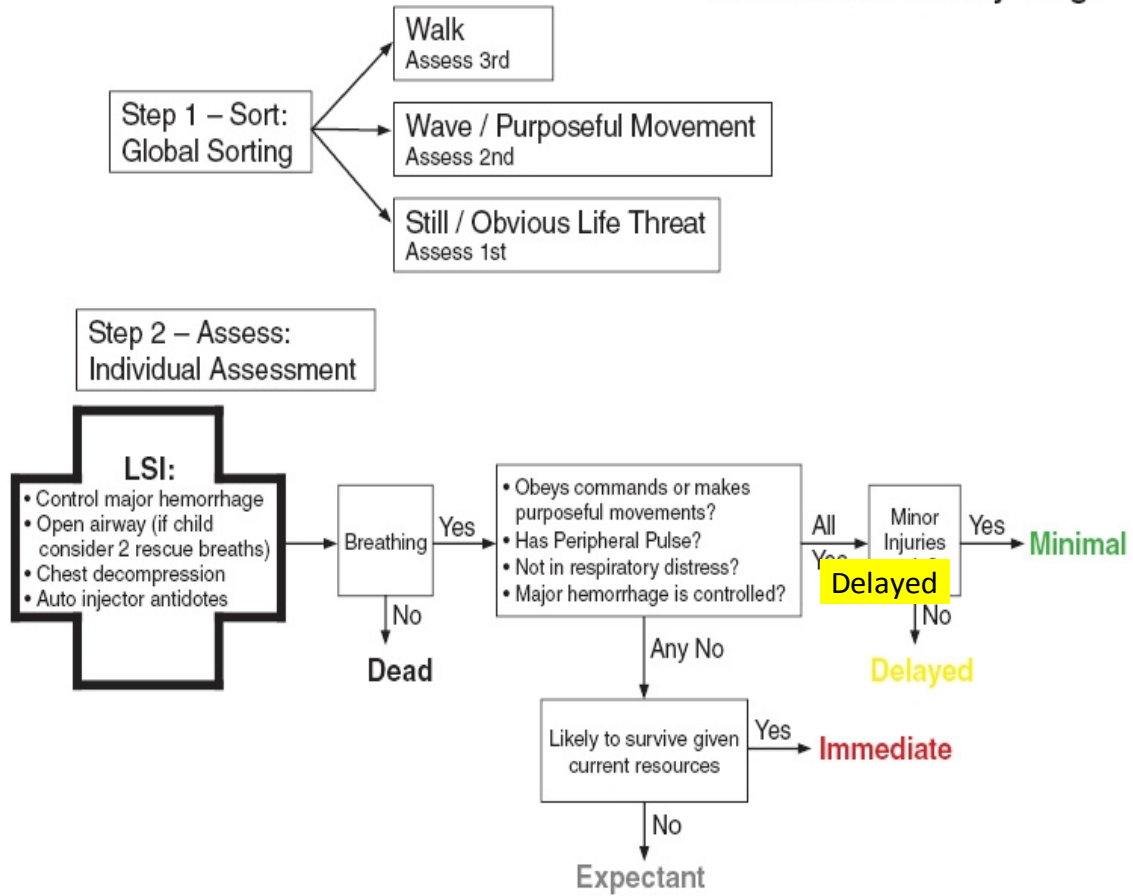 Walk
Assess 3rd
Step 1 – Sort:
Global Sorting
Wave / Purposeful Movement
Assess 2nd
Still / Obvious Life Threat
Assess 1st
Step 2 – Assess:
Individual Assessment
LSI:
• Control major hemorrhage
• Open airway (if child
consider 2 rescue breaths)
• Chest decompression
• Auto injector antidotes
Breathing
Yes
No
Dead
• Obeys commands or makes
purposeful movements?
• Has Peripheral Pulse?
• Not in respiratory distress?
• Major hemorrhage is controlled?
All
Yes
Minor
Injuries
Delayed
Yes
Minimal
No
Delayed
Any No
Likely to survive given
current resources
Yes
Immediate
No
Expectant